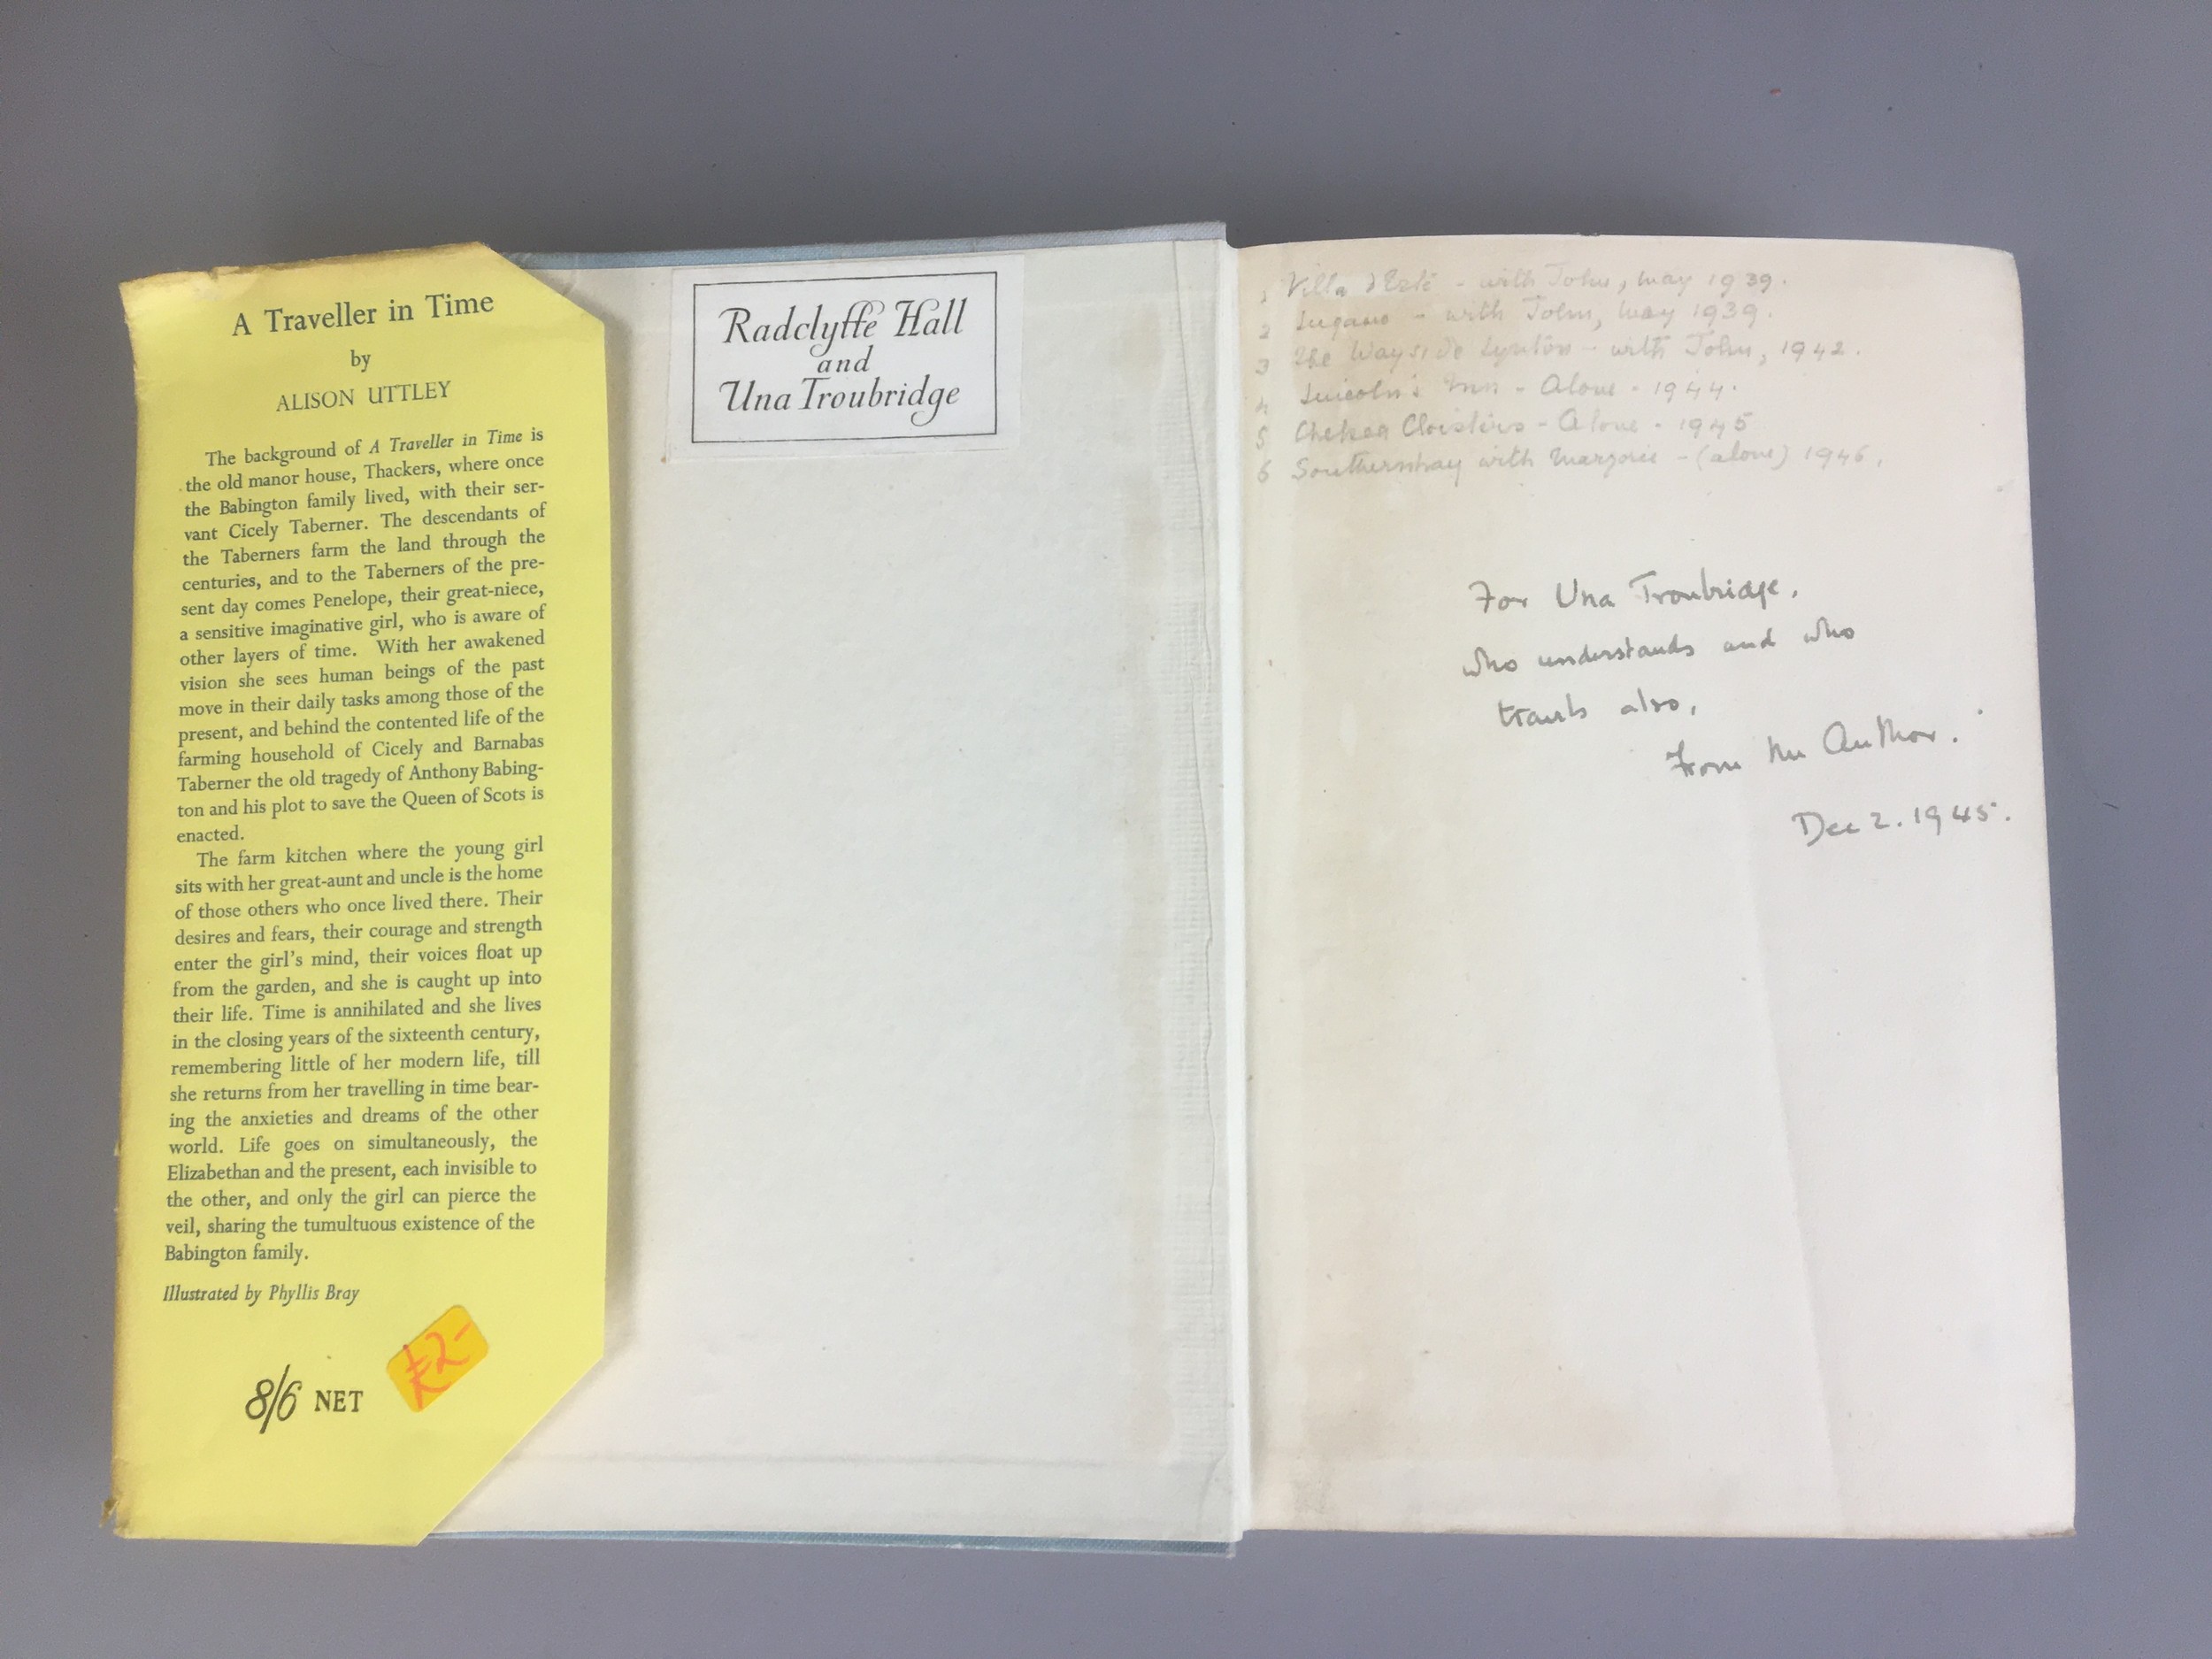 A Traveller in Time
by
ALISON UTTLEY
The background of A Traveller in Time is
the old manor house, Thackers, where once
the Babington family lived, with their ser-
vant Cicely Taberner. The descendants of
the Taberners farm the land through the
centuries, and to the Taberners of the pre-
sent day comes Penelope, their great-niece,
a sensitive imaginative girl, who is aware of
other layers of time. With her awakened
vision she sees human beings of the past
move in their daily tasks among those of the
present, and behind the contented life of the
farming household of Cicely and Barnabas
Taberner the old tragedy of Anthony Babing-
ton and his plot to save the Queen of Scots is
enacted.
The farm kitchen where the young girl
sits with her great-aunt and uncle is the home
of those others who once lived there. Their
desires and fears, their courage and strength
enter the girl's mind, their voices float up
from the garden, and she is caught up into
their life. Time is annihilated and she lives
in the closing years of the sixteenth century,
remembering little of her modern life, till
she returns from her travelling in time bear-
ing the anxieties and dreams of the other
world. Life goes on simultaneously, the
Elizabethan and the present, each invisible to
the other, and only the girl can pierce the
veil, sharing the tumultuous existence of the
Babington family.
Illustrated by Phyllis Bray
8/6 NET
£2-
Radclyffe Hall
and
Una Troubridge
1 Villa d'Este - with John, May 1939.
2 Lugano - with John, May 1939.
3 The Wayside Lynton - with John, 1942.
4 Lincoln's Inn - Alone - 1944.
5 Chelsea Cloisters - Alone - 1945
6 Southernhay with Marjorie - (alone) 1946.
For Una Troubridge,
who understands and who
travels also,
From the Author.
Dec 2. 1945.